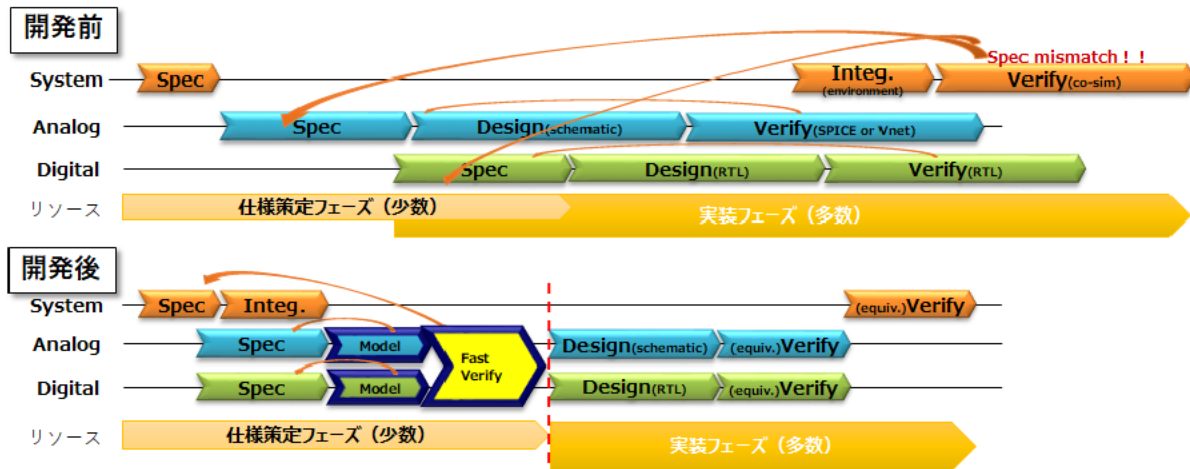 開発前
Spec mismatch！！
System Spec Integ. (environment) Verify(co-sim)
Analog Spec Design(schematic) Verify(SPICE or Vnet)
Digital Spec Design(RTL) Verify(RTL)
リソース 仕様策定フェーズ（少数） 実装フェーズ（多数）
開発後
System Spec Integ. (equiv.)Verify
Analog Spec Model Fast Verify Design(schematic) (equiv.)Verify
Digital Spec Model Design(RTL) (equiv.)Verify
リソース 仕様策定フェーズ（少数） 実装フェーズ（多数）